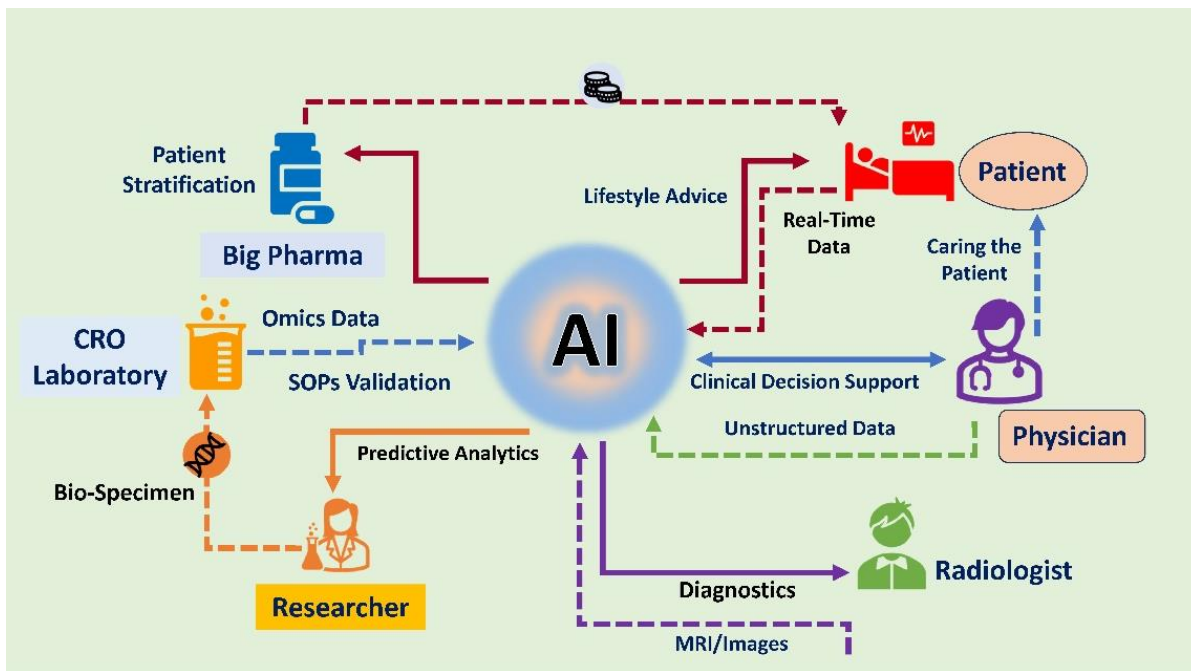 Patient
Stratification
Big Pharma
Lifestyle Advice
Patient
Real-Time
Data
Caring the
Patient
CRO
Laboratory
Omics Data
SOPs Validation
AI
Clinical Decision Support
Unstructured Data
Physician
Predictive Analytics
Bio-Specimen
Researcher
Diagnostics
Radiologist
MRI/Images